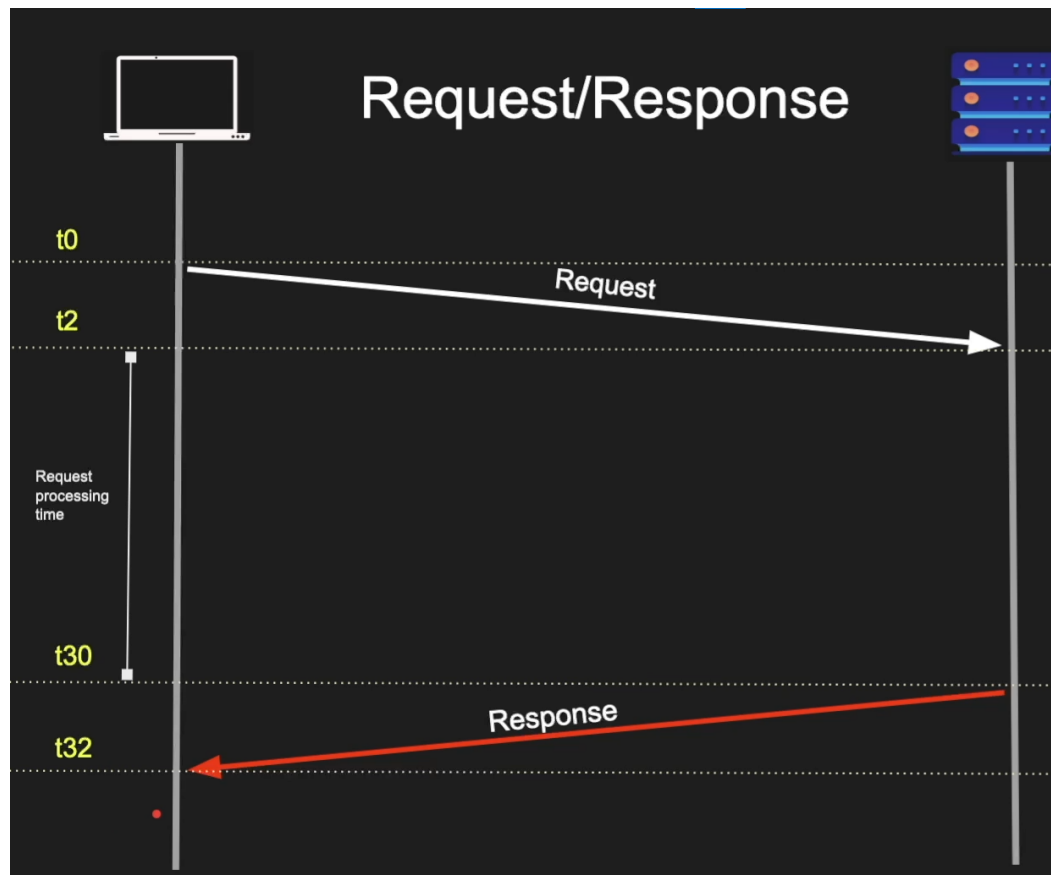 Request/Response
t0
Request
t2
Request
processing
time
t30
Response
t32